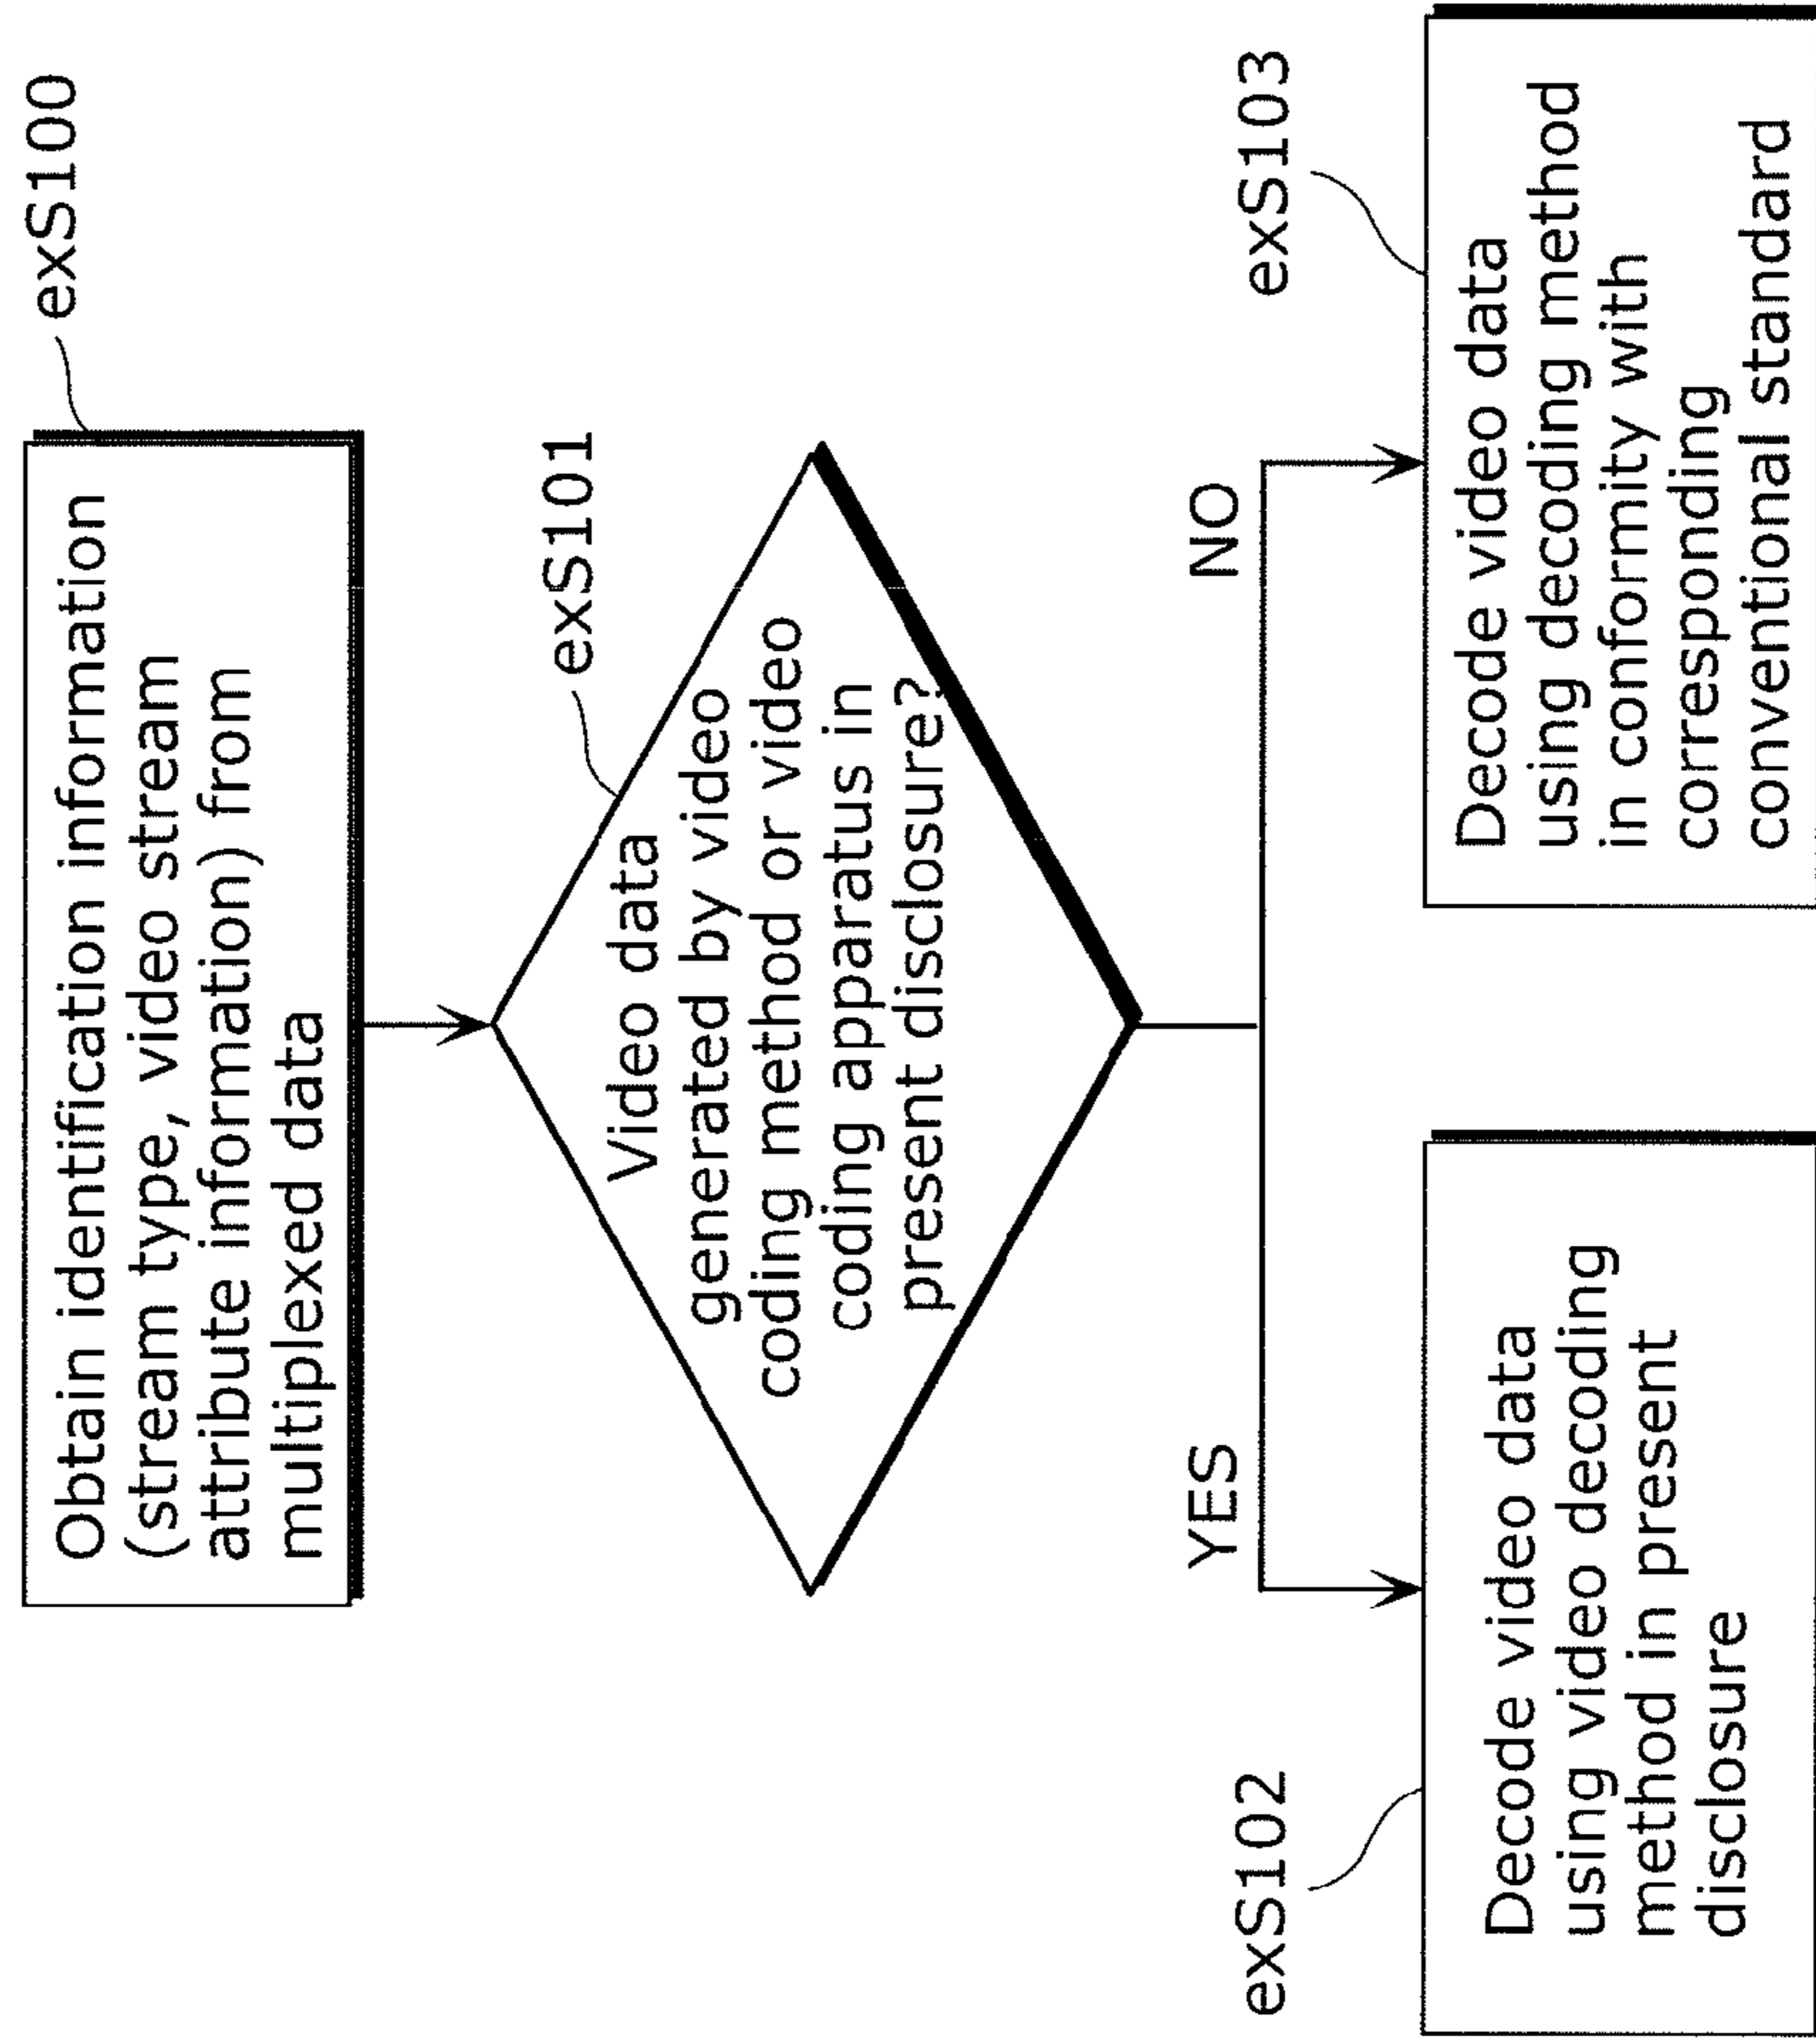 exS100
Obtain identification information
(stream type, video stream
attribute information) from
multiplexed data
exS101
Video data
generated by video
coding method or video
coding apparatus in
present disclosure?
YES
NO
exS102
Decode video data
using video decoding
method in present
disclosure
exS103
Decode video data
using decoding method
in conformity with
corresponding
conventional standard